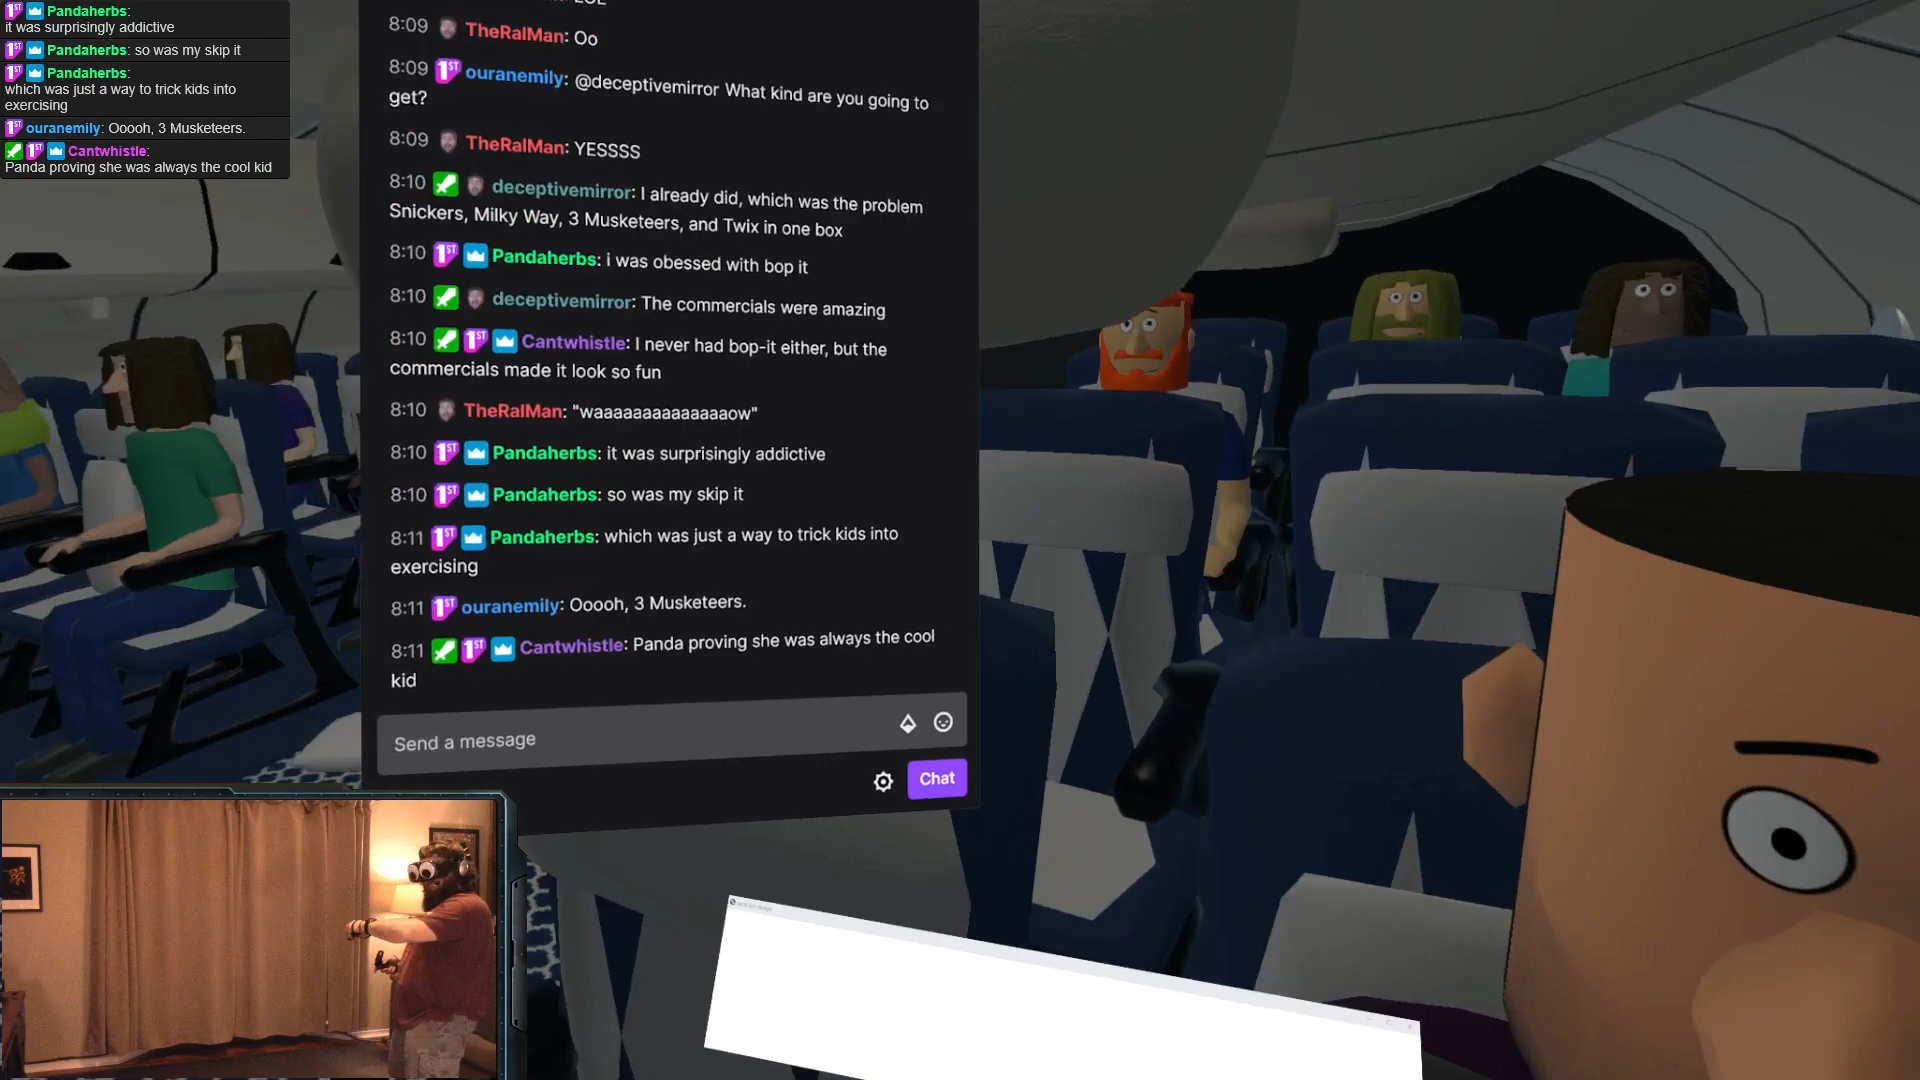 Pandaherbs:
it was surprisingly addictive
Pandaherbs: so was my skip it
Pandaherbs:
which was just a way to trick kids into
exercising
ouranemily: Ooooh, 3 Musketeers.
Cantwhistle:
Panda proving she was always the cool kid
8:09 TheRalMan: Oo
8:09 1ST ouranemily: @deceptivemirror What kind are you going to
get?
8:09 TheRalMan: YESSSS
8:10 deceptivemirror: I already did, which was the problem
Snickers, Milky Way, 3 Musketeers, and Twix in one box
8:10 1ST Pandaherbs: i was obessed with bop it
8:10 deceptivemirror: The commercials were amazing
8:10 1ST Cantwhistle: I never had bop-it either, but the
commercials made it look so fun
8:10 TheRalMan: "waaaaaaaaaaaaaaow"
8:10 1ST Pandaherbs: it was surprisingly addictive
8:10 1ST Pandaherbs: so was my skip it
8:11 1ST Pandaherbs: which was just a way to trick kids into
exercising
8:11 1ST ouranemily: Ooooh, 3 Musketeers.
8:11 1ST Cantwhistle: Panda proving she was always the cool
kid
Send a message
Chat